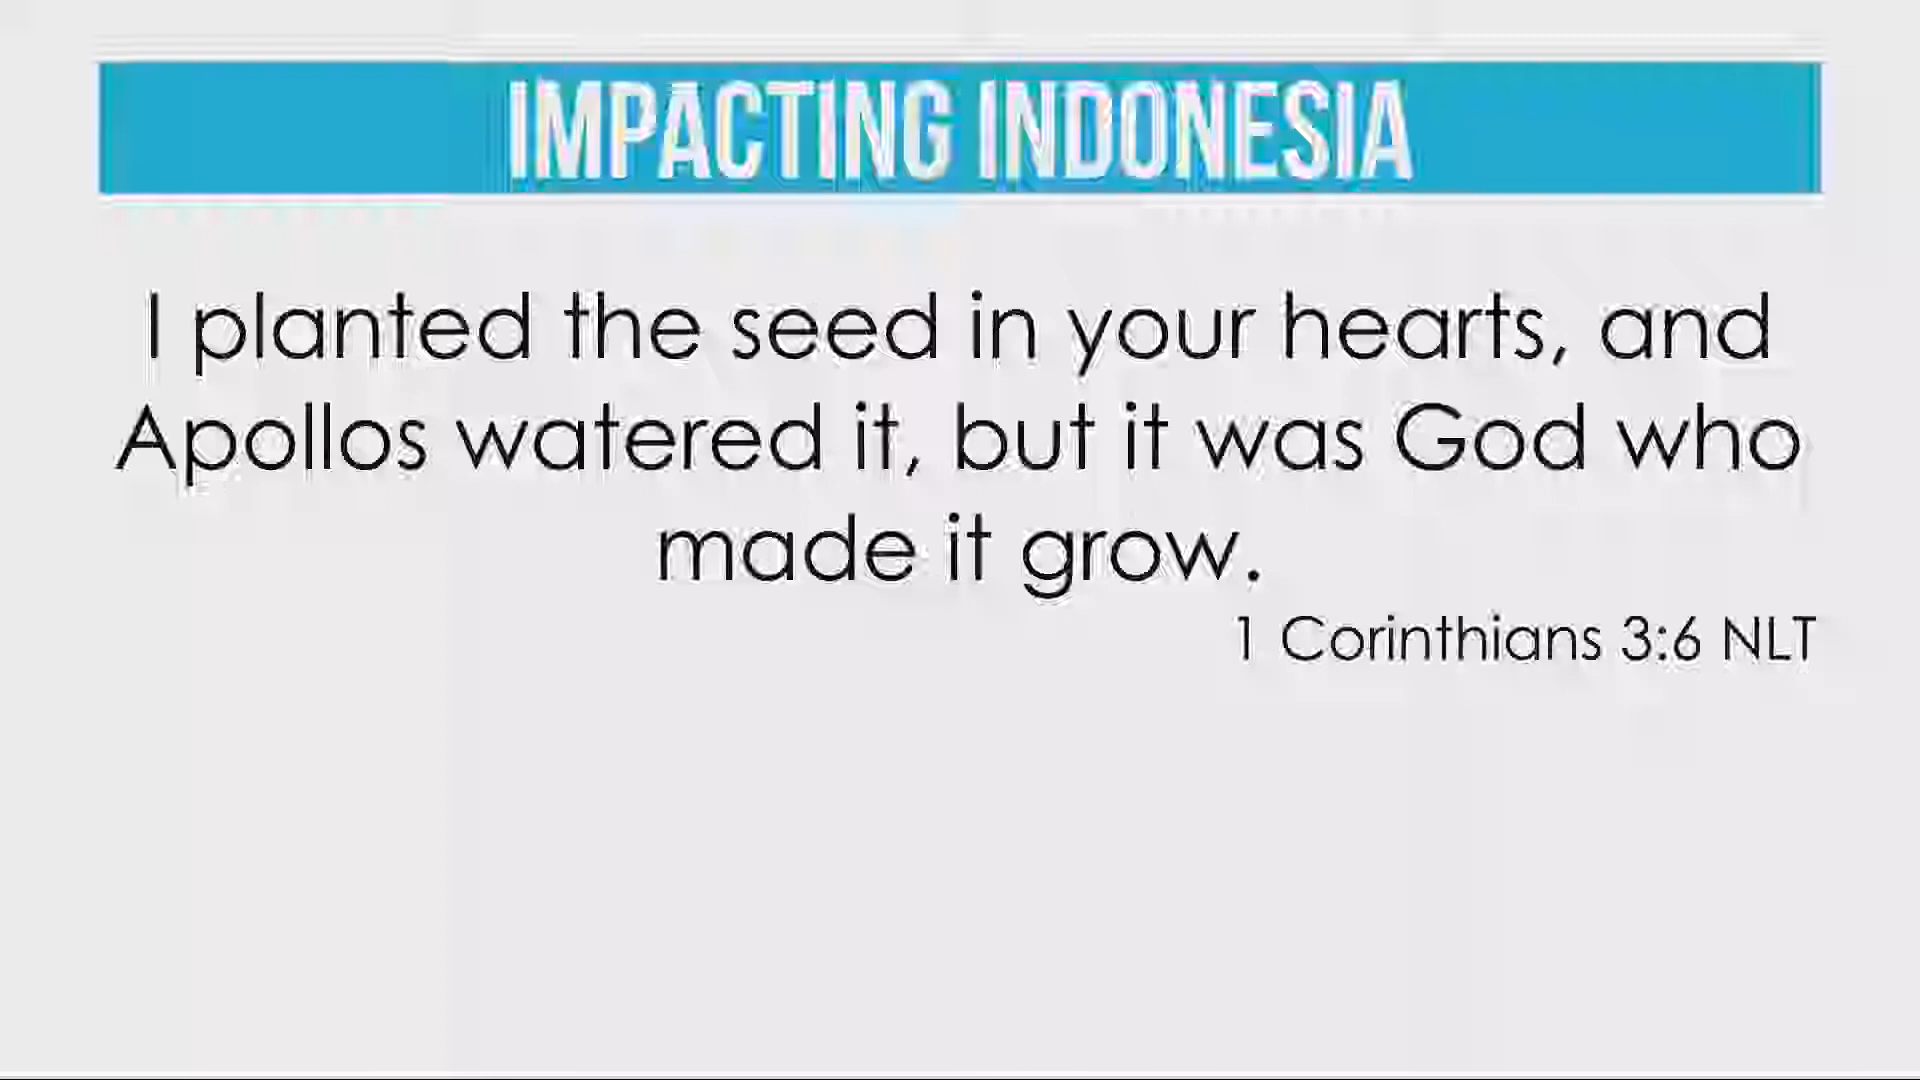 IMPACTING INDONESIA
I planted the seed in your hearts, and
Apollos watered it, but it was God who
made it grow.
1 Corinthians 3:6 NLT